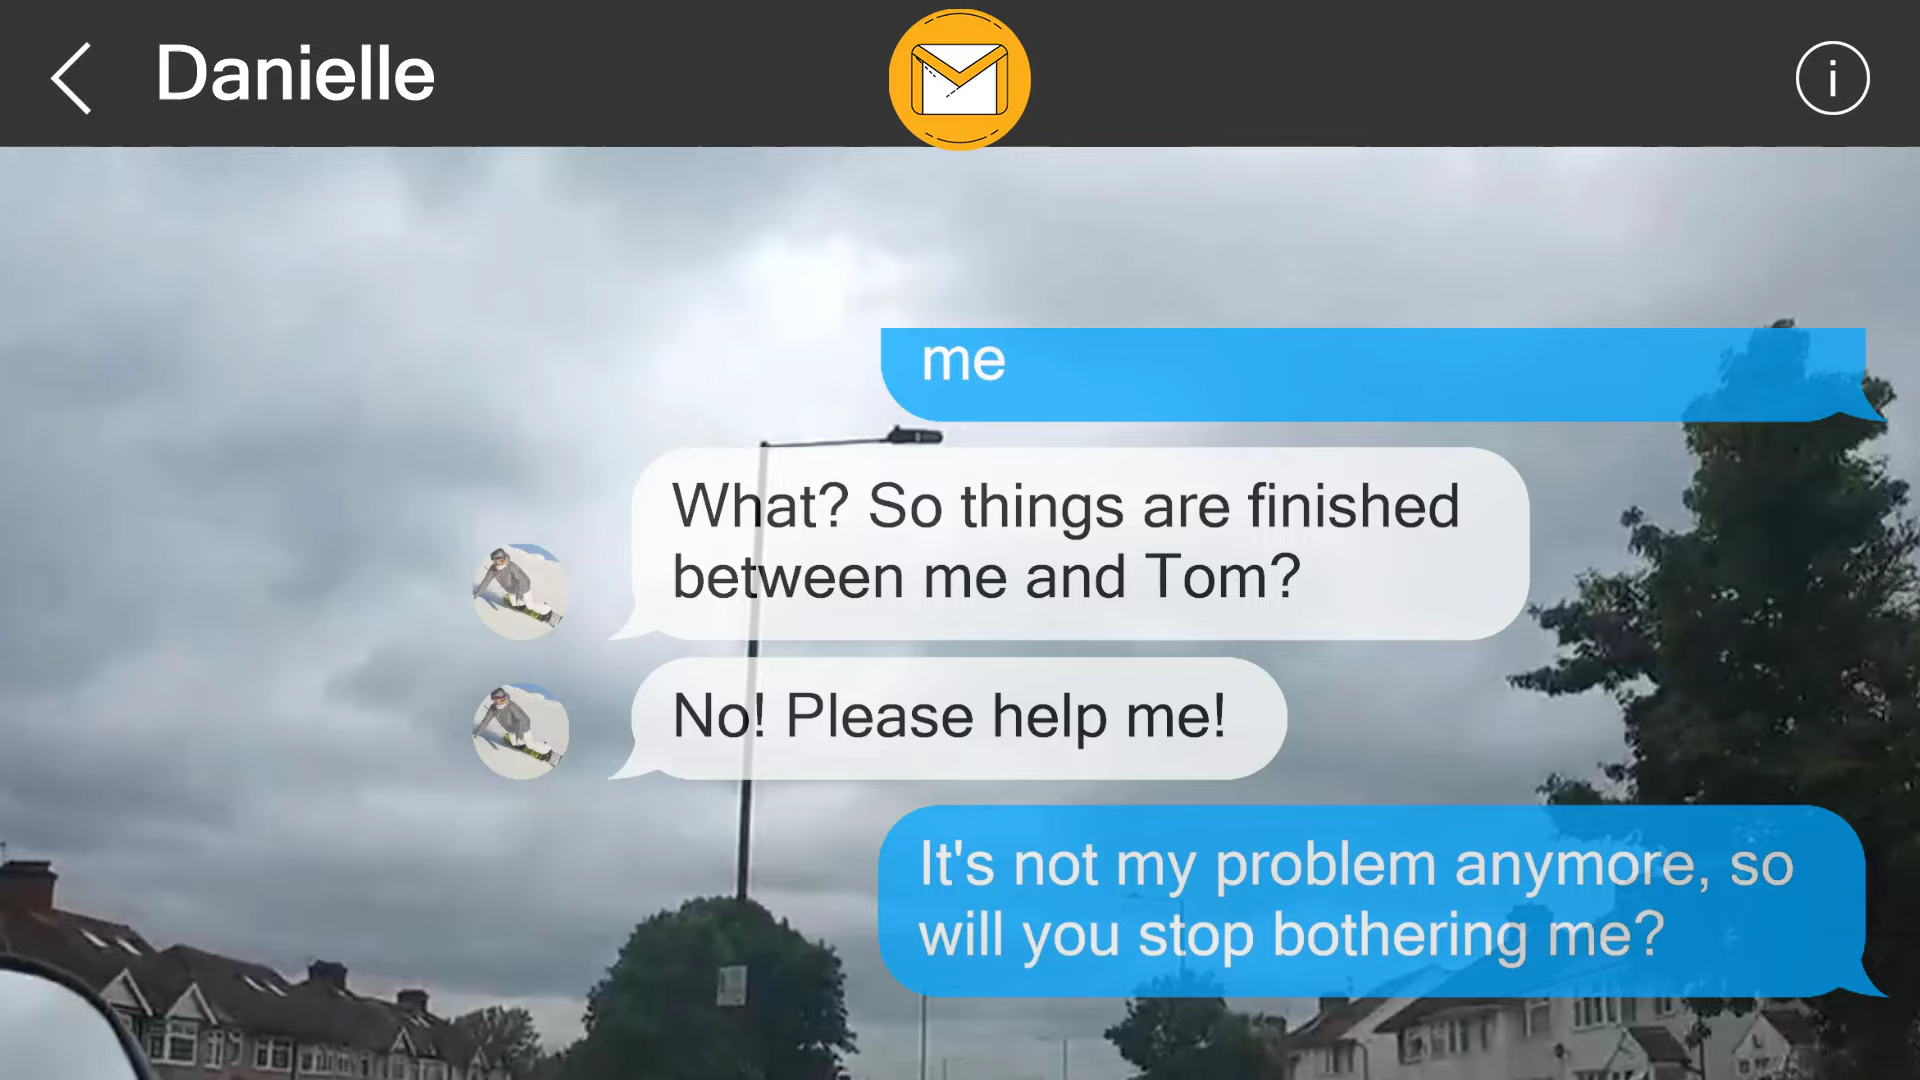 Danielle
i
me
What? So things are finished
between me and Tom?
No! Please help me!
It's not my problem anymore, so
will you stop bothering me?